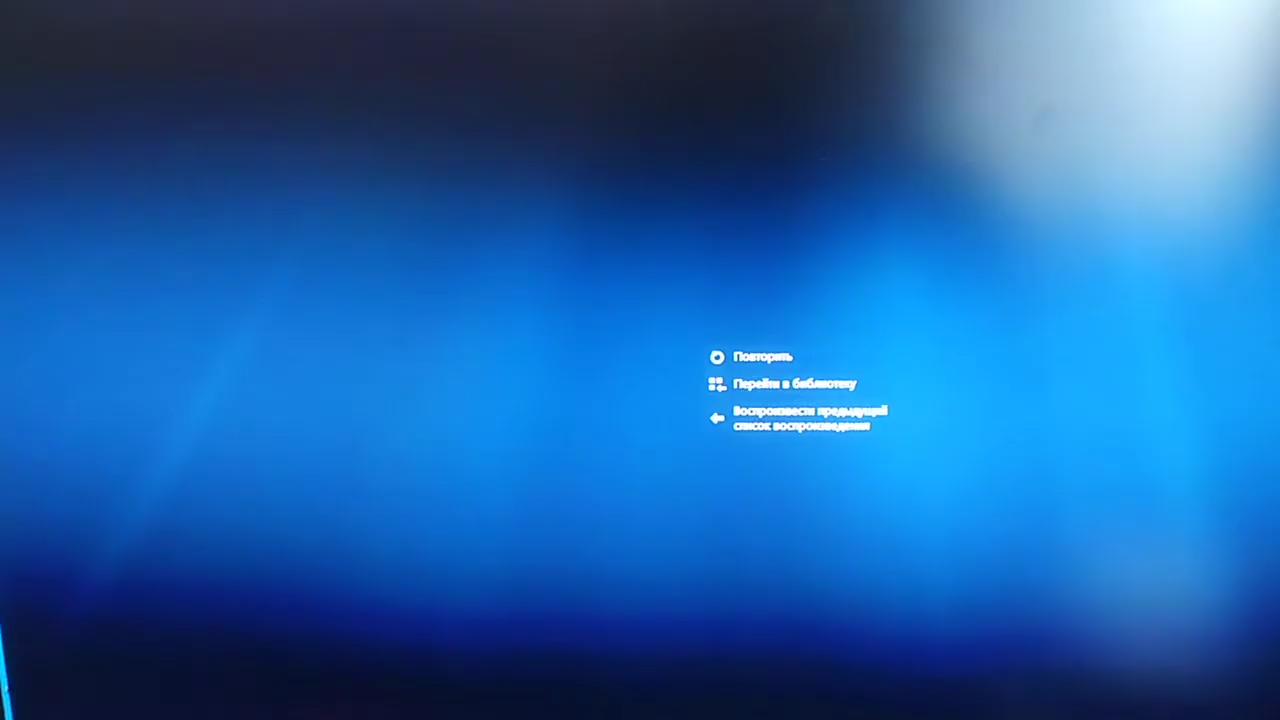 Повторить
Перейти в библиотеку
Воспроизвести предыдущий
список воспроизведения